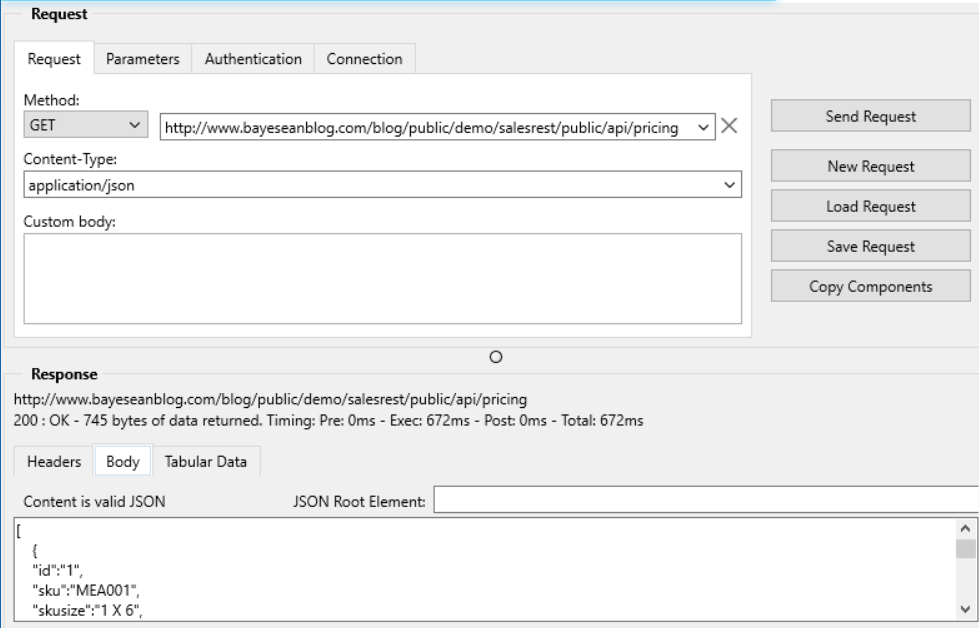 Request
Request Parameters Authentication Connection
Method:
GET http://www.bayeseanblog.com/blog/public/demo/salesrest/public/api/pricing
Send Request
Content-Type:
New Request
application/json
Load Request
Custom body:
Save Request
Copy Components
Response
http://www.bayeseanblog.com/blog/public/demo/salesrest/public/api/pricing
200 : OK - 745 bytes of data returned. Timing: Pre: 0ms - Exec: 672ms - Post: 0ms - Total: 672ms
Headers Body Tabular Data
Content is valid JSON JSON Root Element:
[
{
"id":"1",
"sku":"MEA001",
"skusize":"1 X 6",